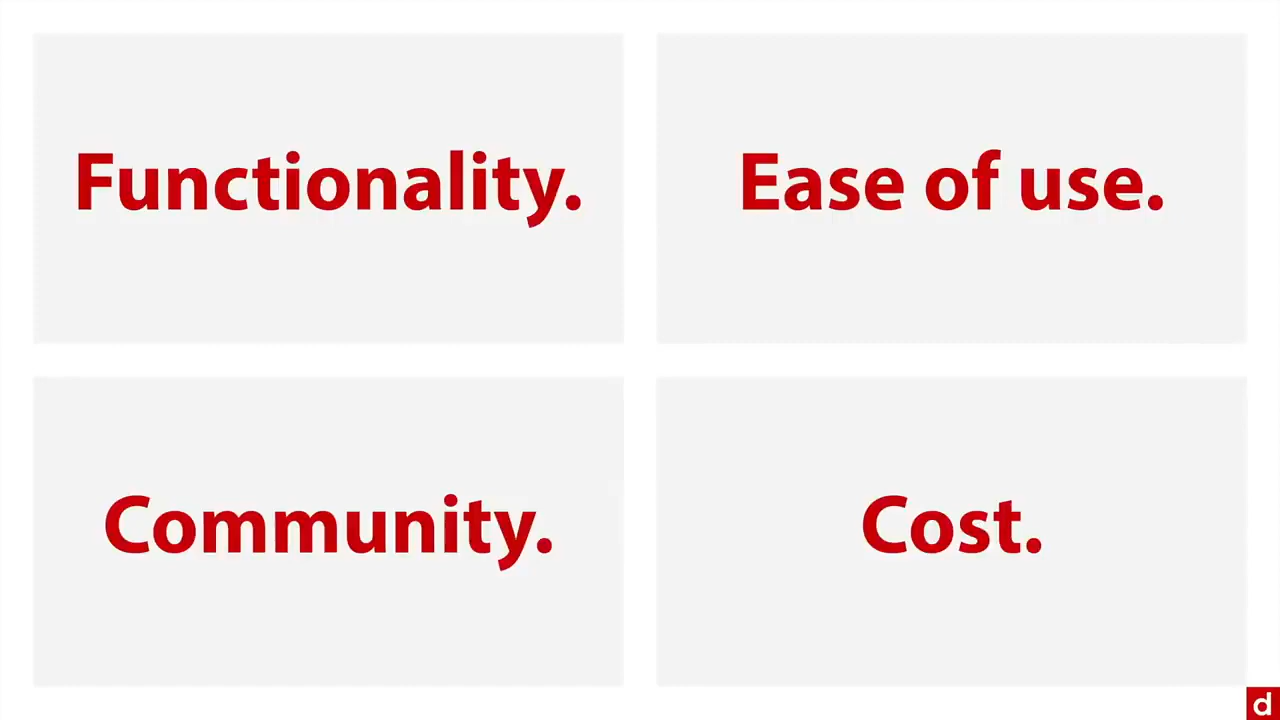 Functionality.
Ease of use.
Community.
Cost.
d